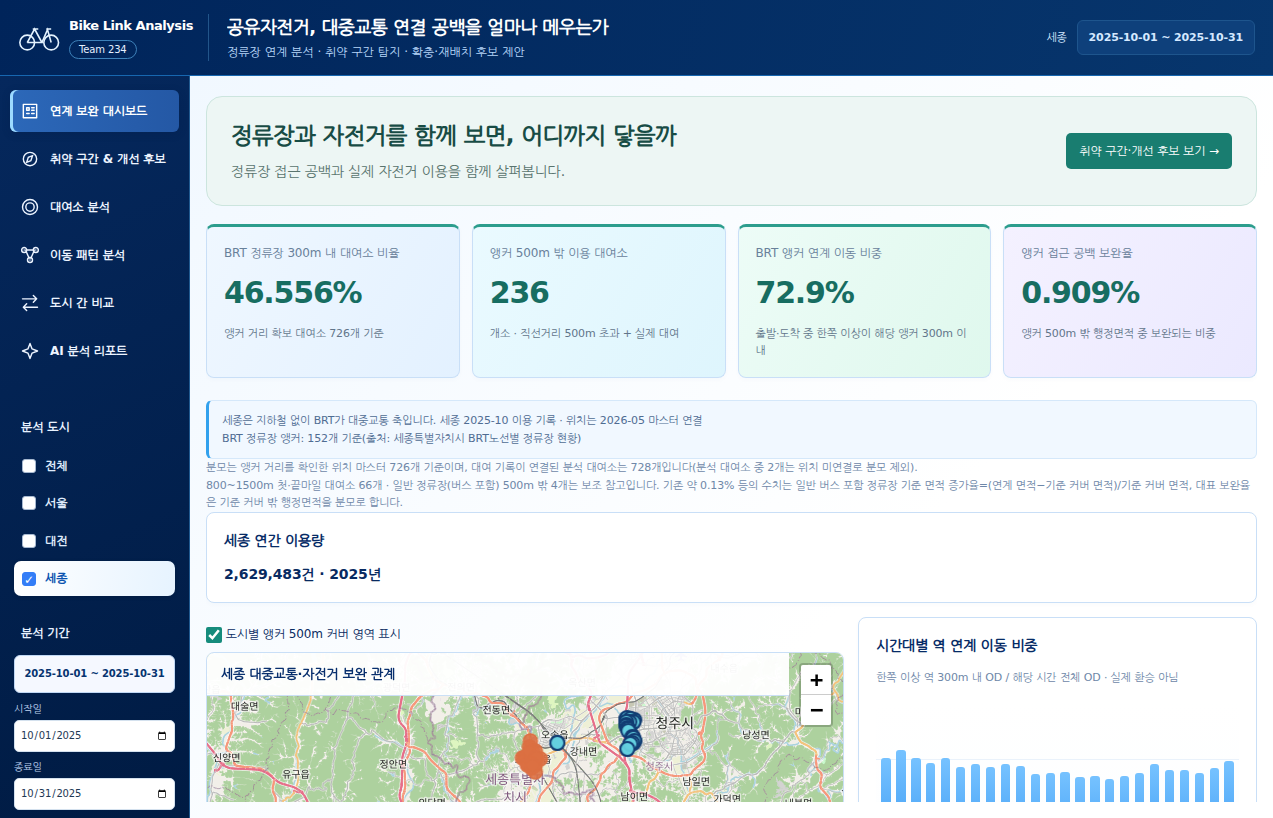 Bike Link Analysis
Team 234
공유자전거, 대중교통 연결 공백을 얼마나 메우는가
정류장 연계 분석 · 취약 구간 탐지 · 확충·재배치 후보 제안
세종
2025-10-01 ~ 2025-10-31
연계 보완 대시보드
취약 구간 & 개선 후보
대여소 분석
이동 패턴 분석
도시 간 비교
AI 분석 리포트
분석 도시
전체
서울
대전
세종
분석 기간
2025-10-01 ~ 2025-10-31
시작일
10/01/2025
종료일
10/31/2025
정류장과 자전거를 함께 보면, 어디까지 닿을까
정류장 접근 공백과 실제 자전거 이용을 함께 살펴봅니다.
취약 구간·개선 후보 보기 →
BRT 정류장 300m 내 대여소 비율
46.556%
앵커 거리 확보 대여소 726개 기준
앵커 500m 밖 이용 대여소
236
개소 · 직선거리 500m 초과 + 실제 대여
BRT 앵커 연계 이동 비중
72.9%
출발·도착 중 한쪽 이상이 해당 앵커 300m 이
내
앵커 접근 공백 보완율
0.909%
앵커 500m 밖 행정면적 중 보완되는 비중
세종은 지하철 없이 BRT가 대중교통 축입니다. 세종 2025-10 이용 기록 · 위치는 2026-05 마스터 연결
BRT 정류장 앵커: 152개 기준(출처: 세종특별자치시 BRT노선별 정류장 현황)
분모는 앵커 거리를 확인한 위치 마스터 726개 기준이며, 대여 기록이 연결된 분석 대여소는 728개입니다(분석 대여소 중 2개는 위치 미연결로 분모 제외).
800~1500m 첫·끝마일 대여소 66개 · 일반 정류장(버스 포함) 500m 밖 4개는 보조 참고입니다. 기존 약 0.13% 등의 수치는 일반 버스 포함 정류장 기준 면적 증가율=(연계 면적−기준 커버 면적)/기준 커버 면적, 대표 보완율
은 기준 커버 밖 행정면적을 분모로 합니다.
세종 연간 이용량
2,629,483건 · 2025년
도시별 앵커 500m 커버 영역 표시
세종 대중교통·자전거 보완 관계
+
−
대술면
전동면
청주시
낭성면
신양면
유구읍
정안면
오송읍
강내면
청주시
세종특별자
치시
남일면
의당면
남이면
가덕면
시간대별 역 연계 이동 비중
한쪽 이상 역 300m 내 OD / 해당 시간 전체 OD · 실제 환승 아님